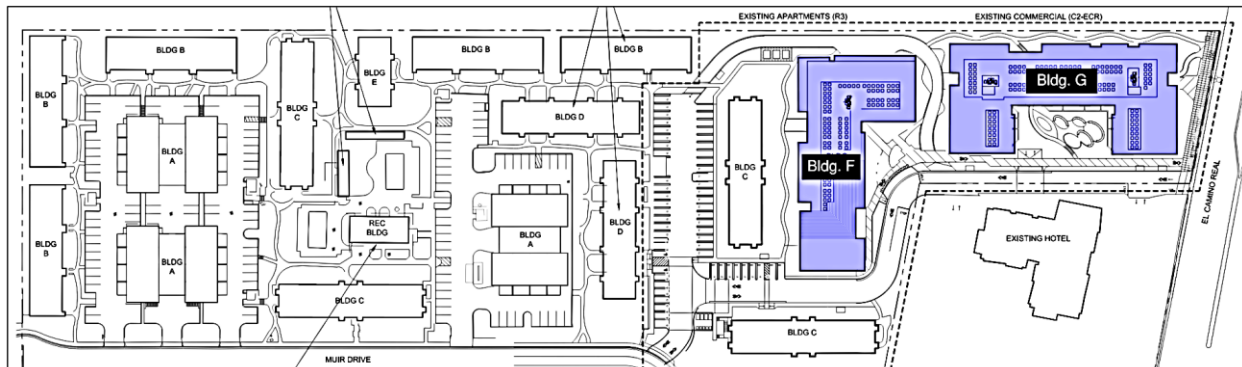 EXISTING APARTMENTS (R3)
EXISTING COMMERCIAL (C2-ECR)
BLDG B
BLDG
E
BLDG B
BLDG B
BLDG
B
BLDG
C
BLDG
A
BLDG D
BLDG
C
Bldg. F
Bldg. G
BLDG
B
BLDG
A
REC
BLDG
BLDG
A
BLDG
D
EXISTING HOTEL
EL CAMINO REAL
BLDG C
BLDG C
MUIR DRIVE